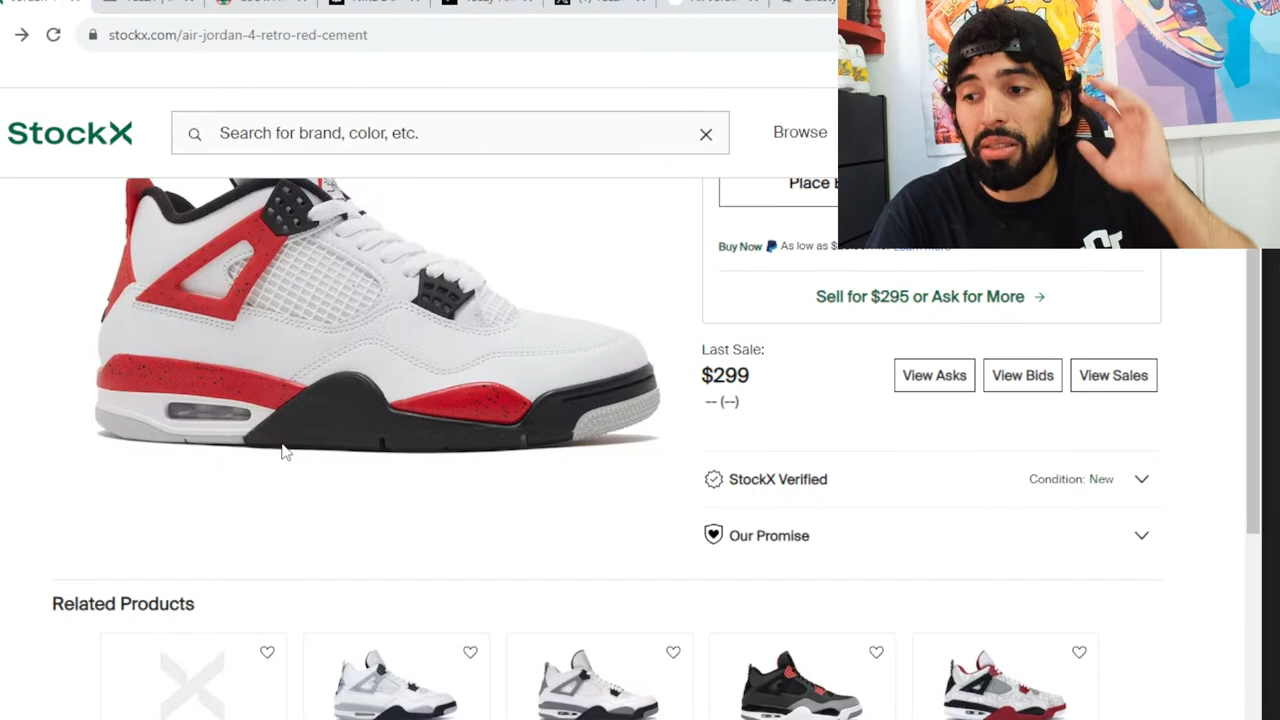 stockx.com/air-jordan-4-retro-red-cement
StockX
Search for brand, color, etc.
Browse
Place
Buy Now
As low as
Sell for $295 or Ask for More →
Last Sale:
$299
-- (--)
View Asks
View Bids
View Sales
StockX Verified
Condition: New
Our Promise
Related Products